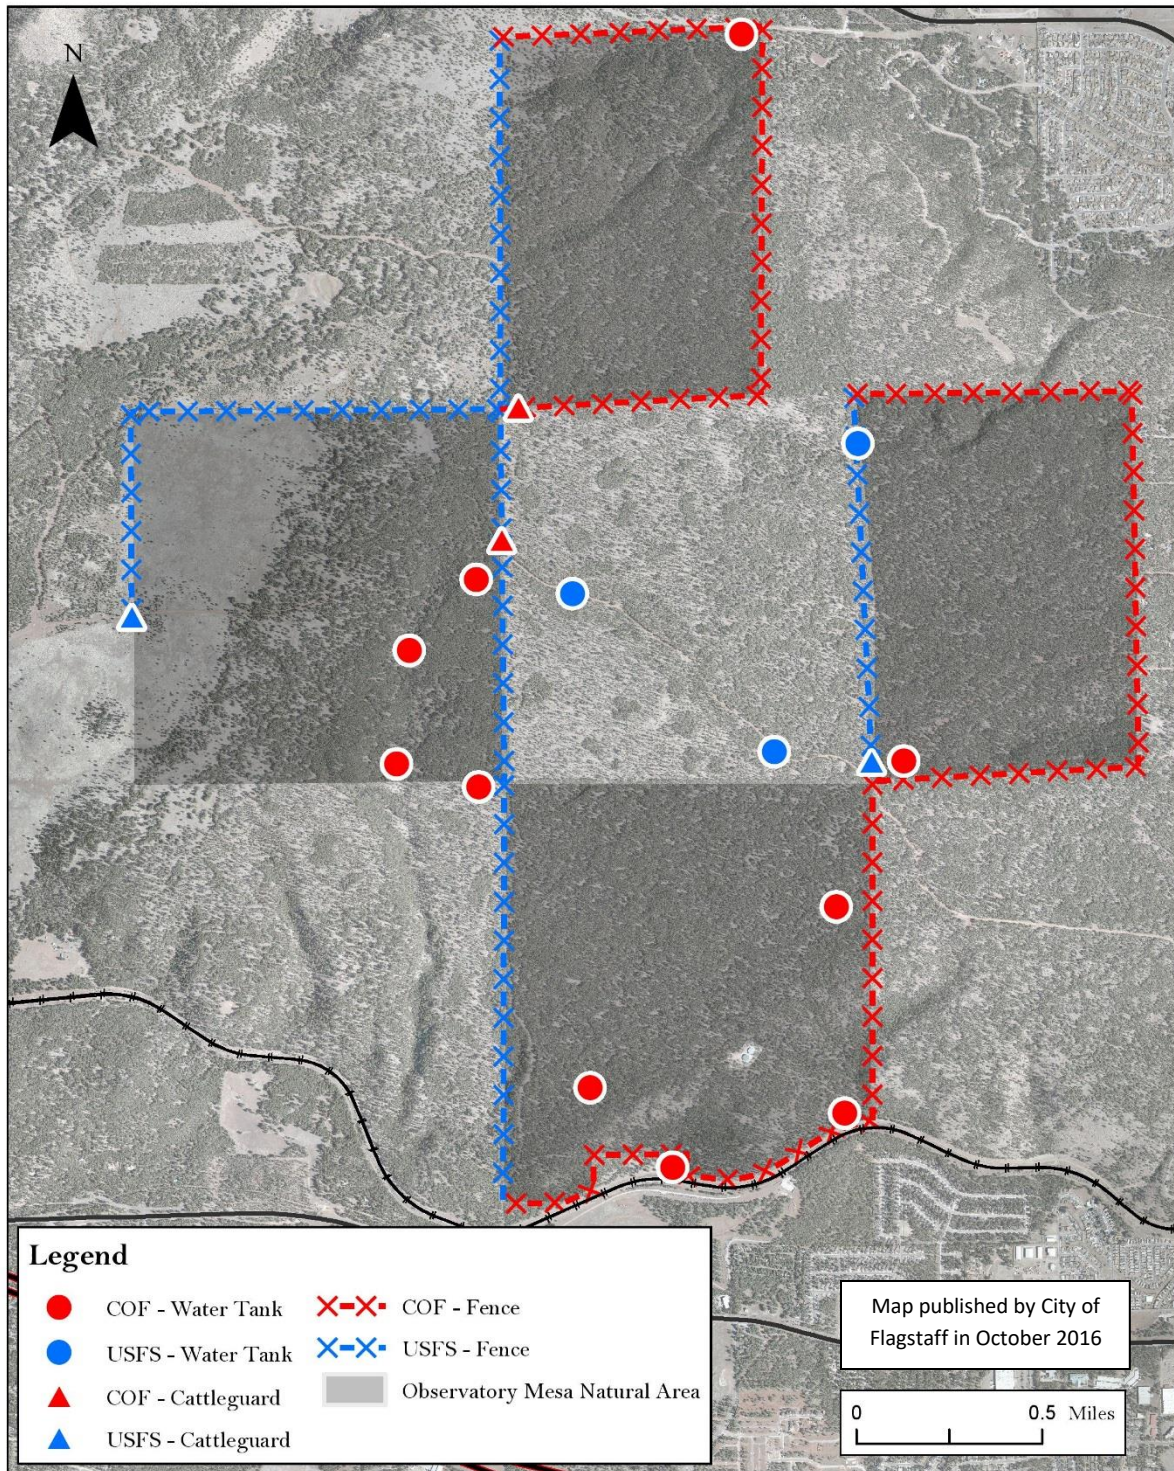 N
Legend
COF - Water Tank
USFS - Water Tank
COF - Cattleguard
USFS - Cattleguard
COF - Fence
USFS - Fence
Observatory Mesa Natural Area
Map published by City of
Flagstaff in October 2016
0 0.5 Miles